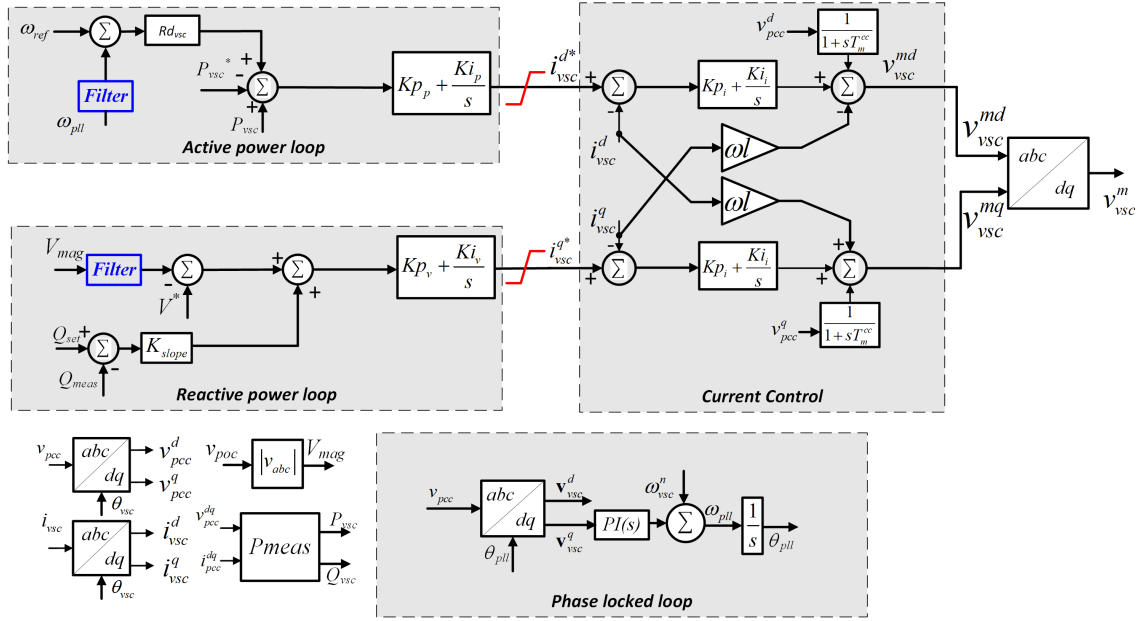 ω_ref
Σ
Rd_vsc
Filter
ω_pll
P_vsc*
+
-
+
Σ
P_vsc
Kp_p + Ki_p/s
Active power loop
V_mag
Filter
Σ
-
V*
+
Σ
+
Q_set
+
Σ
-
Q_meas
K_slope
Kp_v + Ki_v/s
Reactive power loop
i_vsc^d*
+
Σ
-
i_vsc^d
Kp_i + Ki_i/s
v_pcc^d
1/(1+sT_m^cc)
+
+
Σ
-
v_vsc^md
ωl
ωl
i_vsc^q
i_vsc^q*
-
+
Σ
Kp_i + Ki_i/s
+
+
Σ
+
v_pcc^q
1/(1+sT_m^cc)
Current Control
v_vsc^md
v_vsc^mq
abc
dq
v_vsc^m
v_pcc
abc
dq
v_pcc^d
v_pcc^q
θ_vsc
i_vsc
abc
dq
i_vsc^d
i_vsc^q
θ_vsc
v_poc
|v_abc|
V_mag
v_pcc^dq
i_pcc^dq
Pmeas
P_vsc
Q_vsc
v_pcc
abc
dq
θ_pll
v_vsc^d
v_vsc^q
PI(s)
ω_vsc^n
Σ
ω_pll
1/s
θ_pll
Phase locked loop